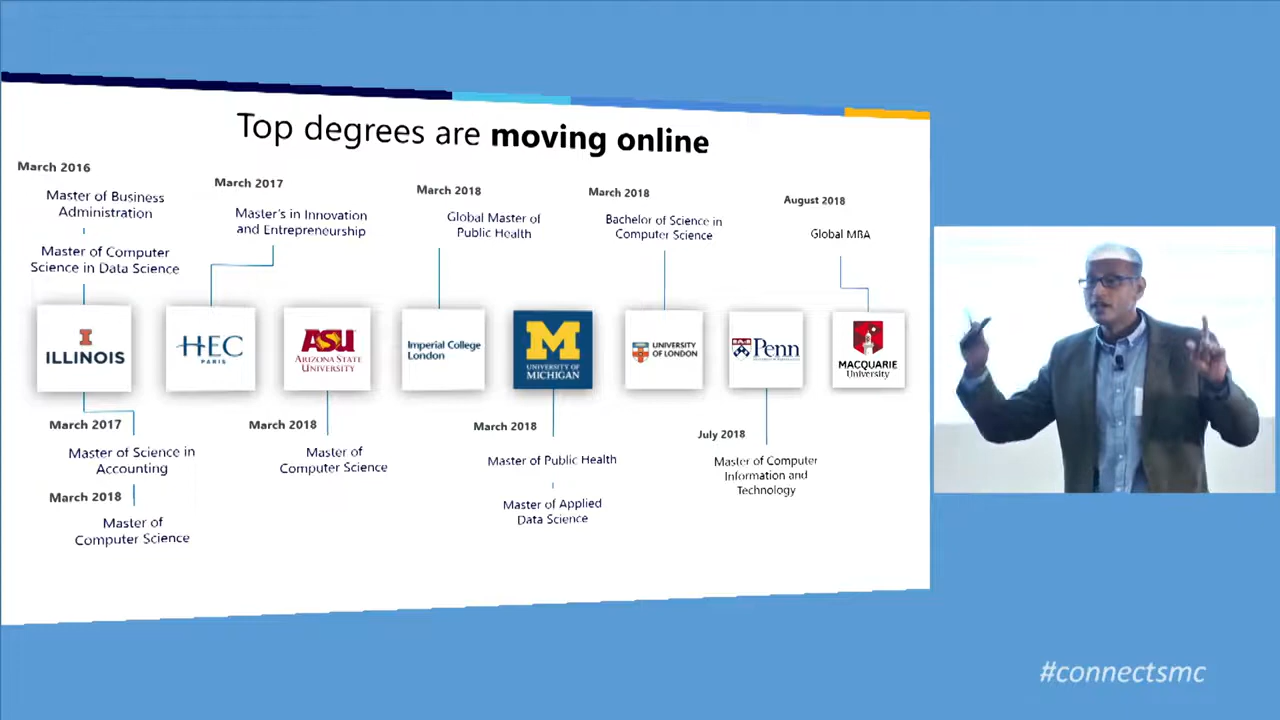 Top degrees are moving online
March 2016
Master of Business
Administration
Master of Computer
Science in Data Science
March 2017
Master's in Innovation
and Entrepreneurship
March 2018
Global Master of
Public Health
March 2018
Bachelor of Science in
Computer Science
August 2018
Global MBA
ILLINOIS
HEC
PARIS
ASU
ARIZONA STATE
UNIVERSITY
Imperial College
London
M
UNIVERSITY OF
MICHIGAN
UNIVERSITY
OF LONDON
Penn
MACQUARIE
University
March 2017
Master of Science in
Accounting
March 2018
Master of
Computer Science
March 2018
Master of
Computer Science
March 2018
Master of Public Health
Master of Applied
Data Science
July 2018
Master of Computer
Information and
Technology
#connectsmc